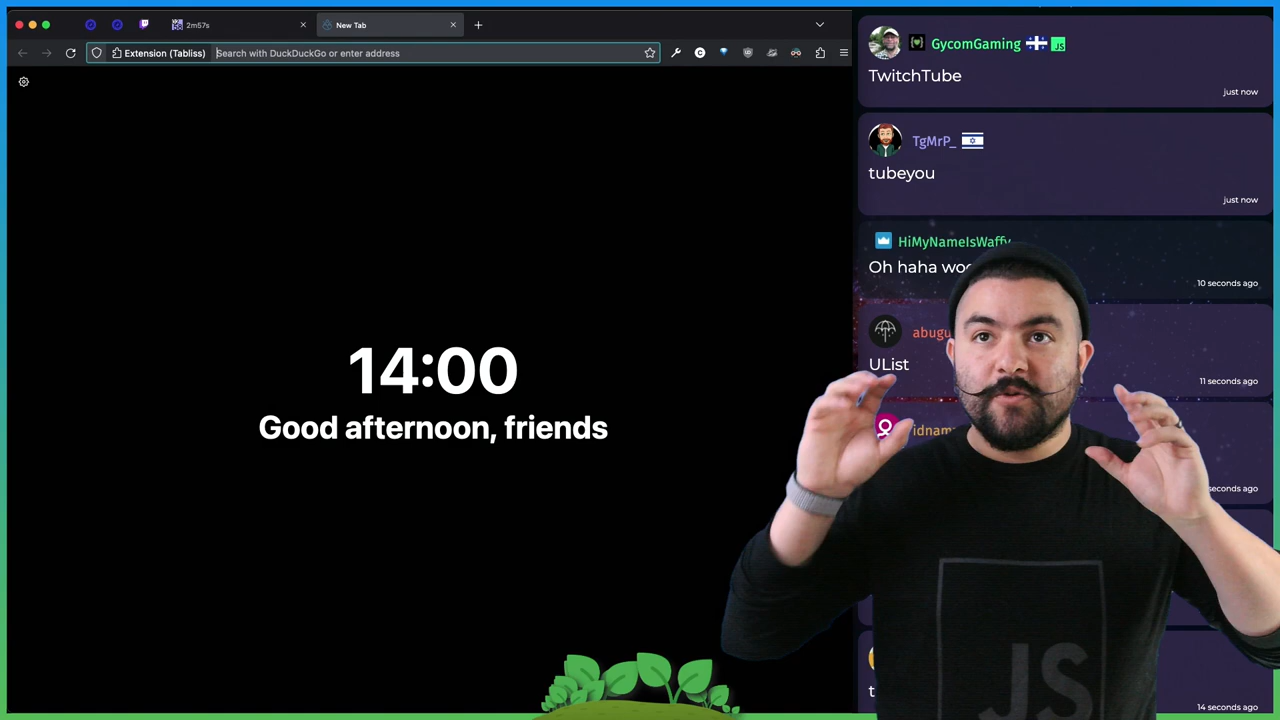 2m57s
New Tab
Extension (Tabliss)
Search with DuckDuckGo or enter address
14:00
Good afternoon, friends
GycomGaming
JS
TwitchTube
just now
TgMrP_
tubeyou
just now
HiMyNameIsWaffy
Oh haha
10 seconds ago
UList
11 seconds ago
seconds ago
14 seconds ago
JS